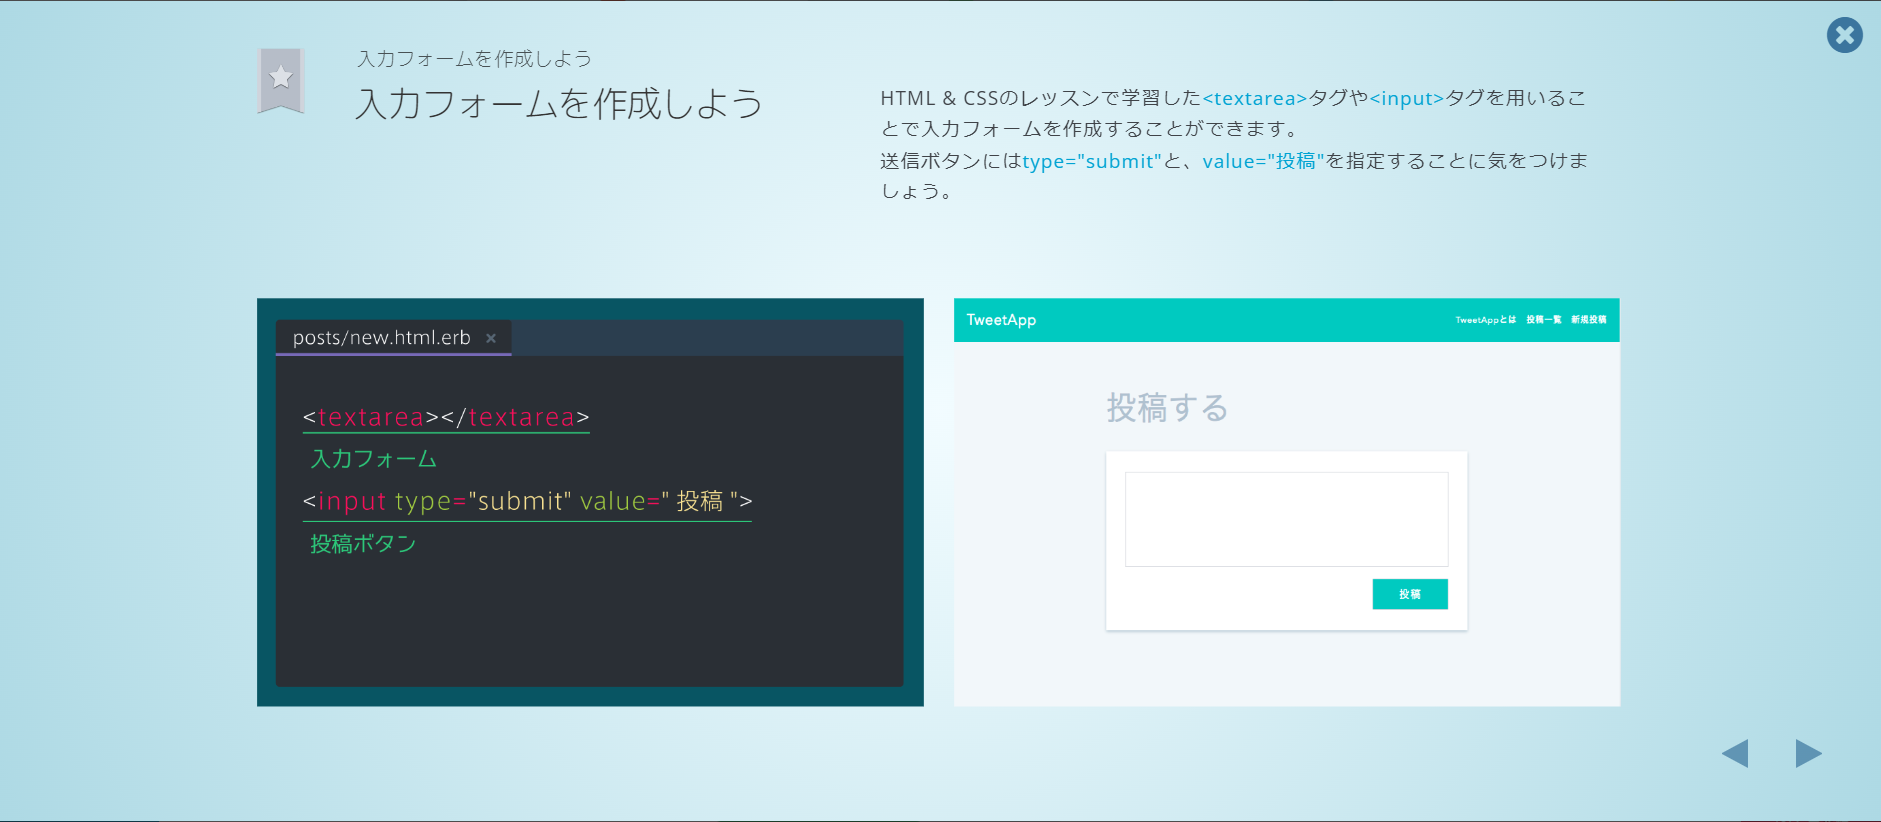 入力フォームを作成しよう
入力フォームを作成しよう
HTML & CSSのレッスンで学習した<textarea>タグや<input>タグを用いるこ
とで入力フォームを作成することができます。
送信ボタンにはtype="submit"と、value="投稿"を指定することに気をつけま
しょう。
posts/new.html.erb ×
<textarea></textarea>
入力フォーム
<input type="submit" value=" 投稿 ">
投稿ボタン
TweetApp
TweetAppとは 投稿一覧 新規投稿
投稿する
投稿